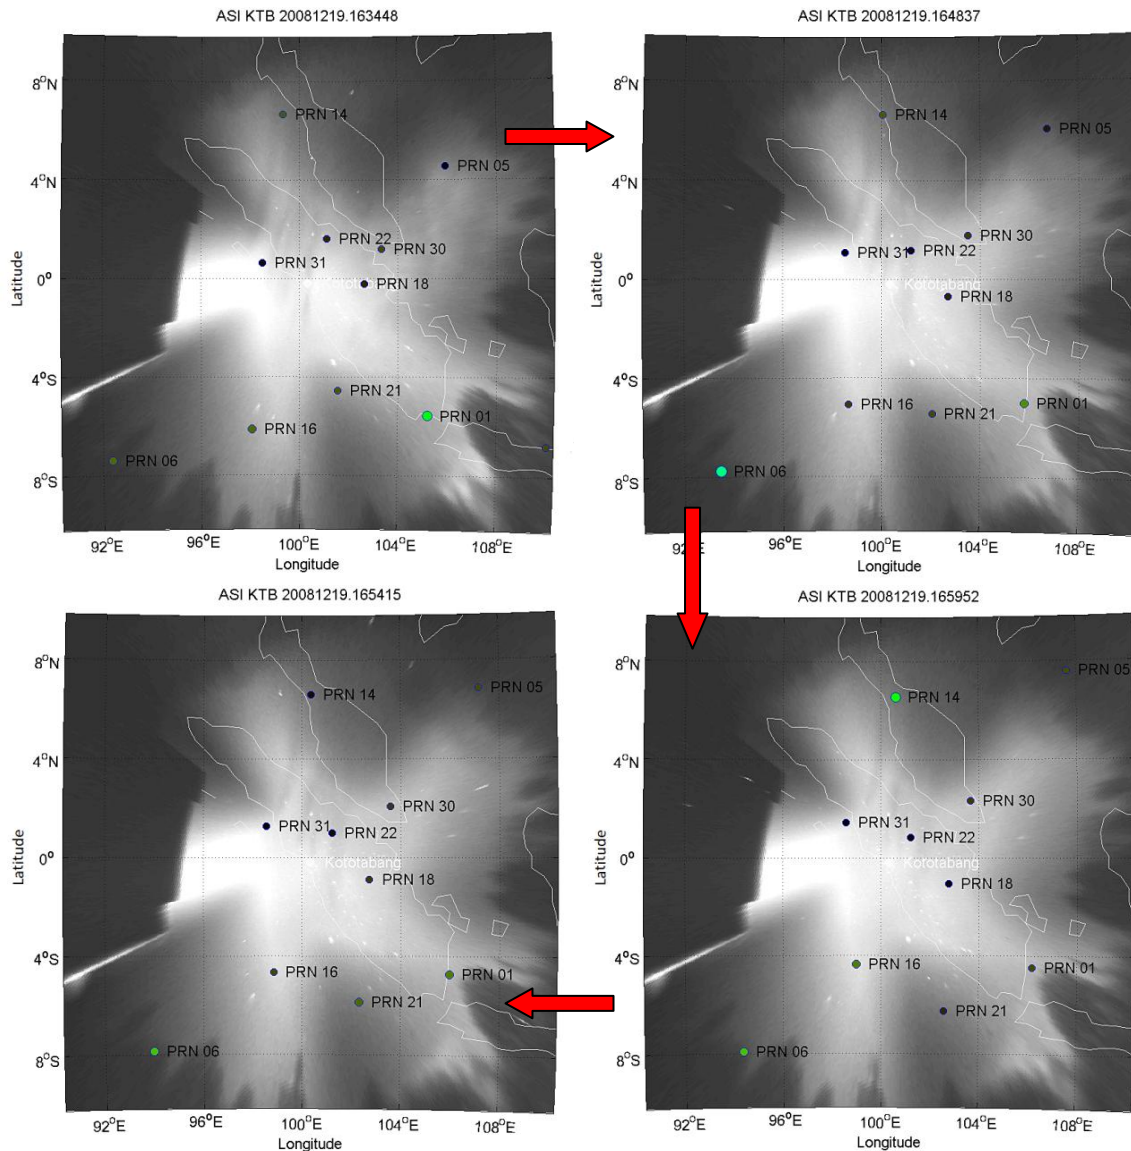 ASI KTB 20081219.163448
8°N
4°N
0°
4°S
8°S
Latitude
PRN 14
PRN 05
PRN 22
PRN 30
PRN 31
PRN 18
PRN 21
PRN 01
PRN 16
PRN 06
92°E
96°E
100°E
104°E
108°E
Longitude
ASI KTB 20081219.164837
8°N
4°N
0°
4°S
8°S
Latitude
PRN 14
PRN 05
PRN 30
PRN 31
PRN 22
Kototabang
PRN 18
PRN 16
PRN 01
PRN 21
PRN 06
92°E
96°E
100°E
104°E
108°E
Longitude
ASI KTB 20081219.165415
8°N
4°N
0°
4°S
8°S
Latitude
PRN 14
PRN 05
PRN 30
PRN 31
PRN 22
Kototabang
PRN 18
PRN 16
PRN 01
PRN 21
PRN 06
92°E
96°E
100°E
104°E
108°E
Longitude
ASI KTB 20081219.165952
8°N
4°N
0°
4°S
8°S
Latitude
PRN 05
PRN 14
PRN 30
PRN 31
PRN 22
Kototabang
PRN 18
PRN 16
PRN 01
PRN 21
PRN 06
92°E
96°E
100°E
104°E
108°E
Longitude